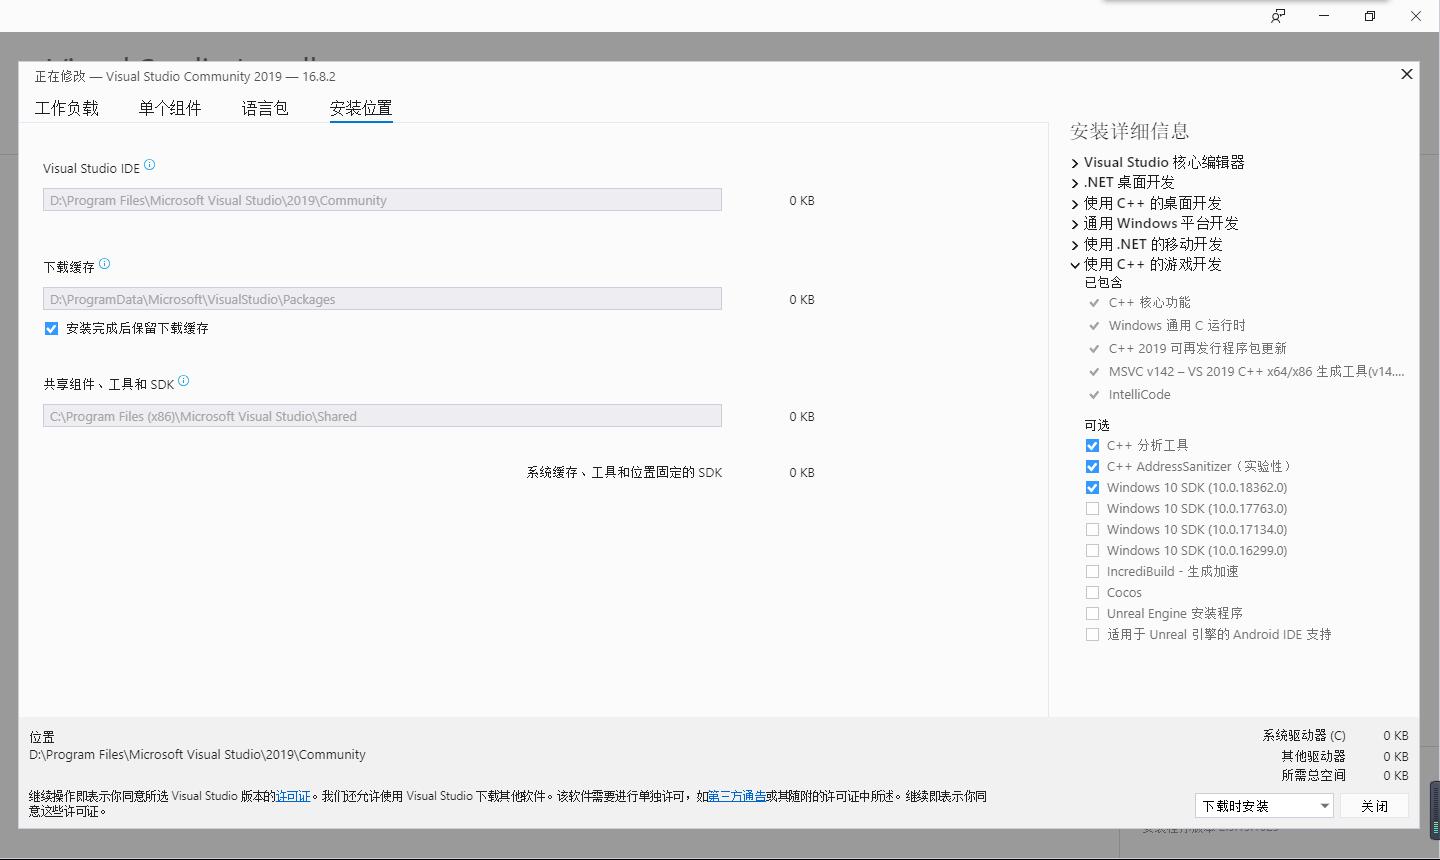 正在修改 — Visual Studio Community 2019 — 16.8.2
工作负载
单个组件
语言包
安装位置
Visual Studio IDE
D:\Program Files\Microsoft Visual Studio\2019\Community
0 KB
下载缓存
D:\ProgramData\Microsoft\VisualStudio\Packages
0 KB
安装完成后保留下载缓存
共享组件、工具和 SDK
C:\Program Files (x86)\Microsoft Visual Studio\Shared
0 KB
系统缓存、工具和位置固定的 SDK
0 KB
安装详细信息
Visual Studio 核心编辑器
.NET 桌面开发
使用 C++ 的桌面开发
通用 Windows 平台开发
使用 .NET 的移动开发
使用 C++ 的游戏开发
已包含
C++ 核心功能
Windows 通用 C 运行时
C++ 2019 可再发行程序包更新
MSVC v142 – VS 2019 C++ x64/x86 生成工具(v14....
IntelliCode
可选
C++ 分析工具
C++ AddressSanitizer（实验性）
Windows 10 SDK (10.0.18362.0)
Windows 10 SDK (10.0.17763.0)
Windows 10 SDK (10.0.17134.0)
Windows 10 SDK (10.0.16299.0)
IncrediBuild - 生成加速
Cocos
Unreal Engine 安装程序
适用于 Unreal 引擎的 Android IDE 支持
位置
D:\Program Files\Microsoft Visual Studio\2019\Community
继续操作即表示你同意所选 Visual Studio 版本的许可证。我们还允许使用 Visual Studio 下载其他软件。该软件需要进行单独许可，如第三方通告或其随附的许可证中所述。继续即表示你同
意这些许可证。
系统驱动器 (C) 0 KB
其他驱动器 0 KB
所需总空间 0 KB
下载时安装
关闭